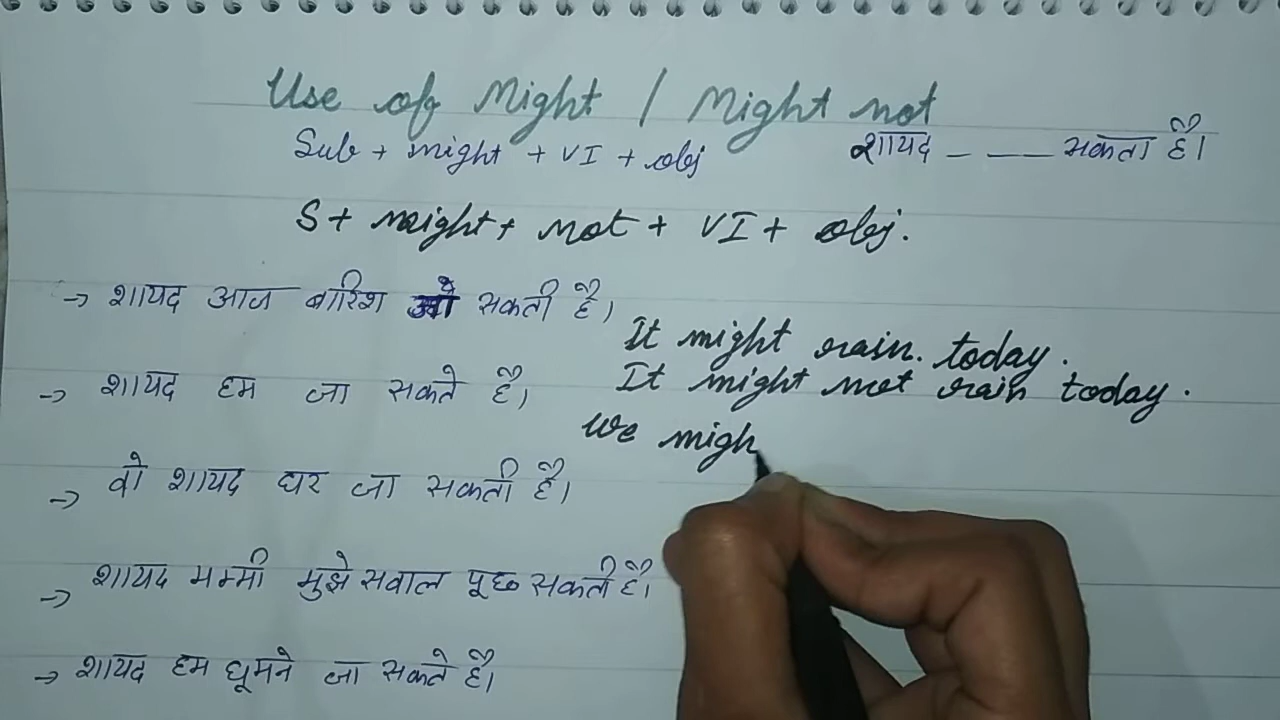 Use of Might / Might not
Sub + might + VI + obj शायद _ __ सकता है।
S + might + not + VI + obj.
→ शायद आज बारिश हो सकती है।
It might rain. today.
→ शायद हम जा सकते है।
It might not rain today.
We migh
→ वो शायद घर जा सकती है।
→ शायद मम्मी मुझे सवाल पूछ सकती है।
→ शायद हम घूमने जा सकते है।